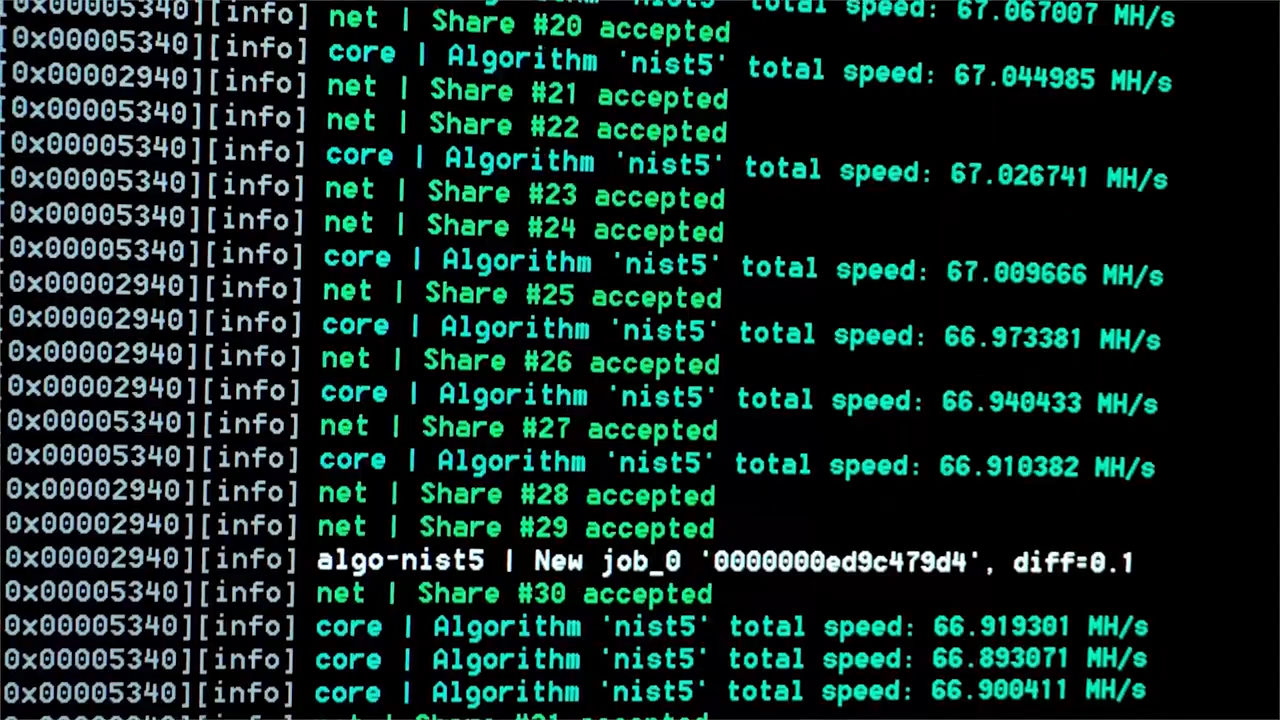 [0x00005340][info] total speed: 67.067007 MH/s
[0x00005340][info] net | Share #20 accepted
[0x00002940][info] core | Algorithm 'nist5' total speed: 67.044985 MH/s
[0x00005340][info] net | Share #21 accepted
[0x00005340][info] net | Share #22 accepted
[0x00005340][info] core | Algorithm 'nist5' total speed: 67.026741 MH/s
[0x00005340][info] net | Share #23 accepted
[0x00005340][info] net | Share #24 accepted
[0x00002940][info] core | Algorithm 'nist5' total speed: 67.009666 MH/s
[0x00002940][info] net | Share #25 accepted
[0x00002940][info] core | Algorithm 'nist5' total speed: 66.973381 MH/s
[0x00002940][info] net | Share #26 accepted
[0x00005340][info] core | Algorithm 'nist5' total speed: 66.940433 MH/s
[0x00005340][info] net | Share #27 accepted
[0x00002940][info] core | Algorithm 'nist5' total speed: 66.910382 MH/s
[0x00002940][info] net | Share #28 accepted
[0x00002940][info] net | Share #29 accepted
[0x00002940][info] algo-nist5 | New job_0 '0000000ed9c479d4', diff=0.1
[0x00005340][info] net | Share #30 accepted
[0x00005340][info] core | Algorithm 'nist5' total speed: 66.919301 MH/s
[0x00005340][info] core | Algorithm 'nist5' total speed: 66.893071 MH/s
[0x00005340][info] core | Algorithm 'nist5' total speed: 66.900411 MH/s